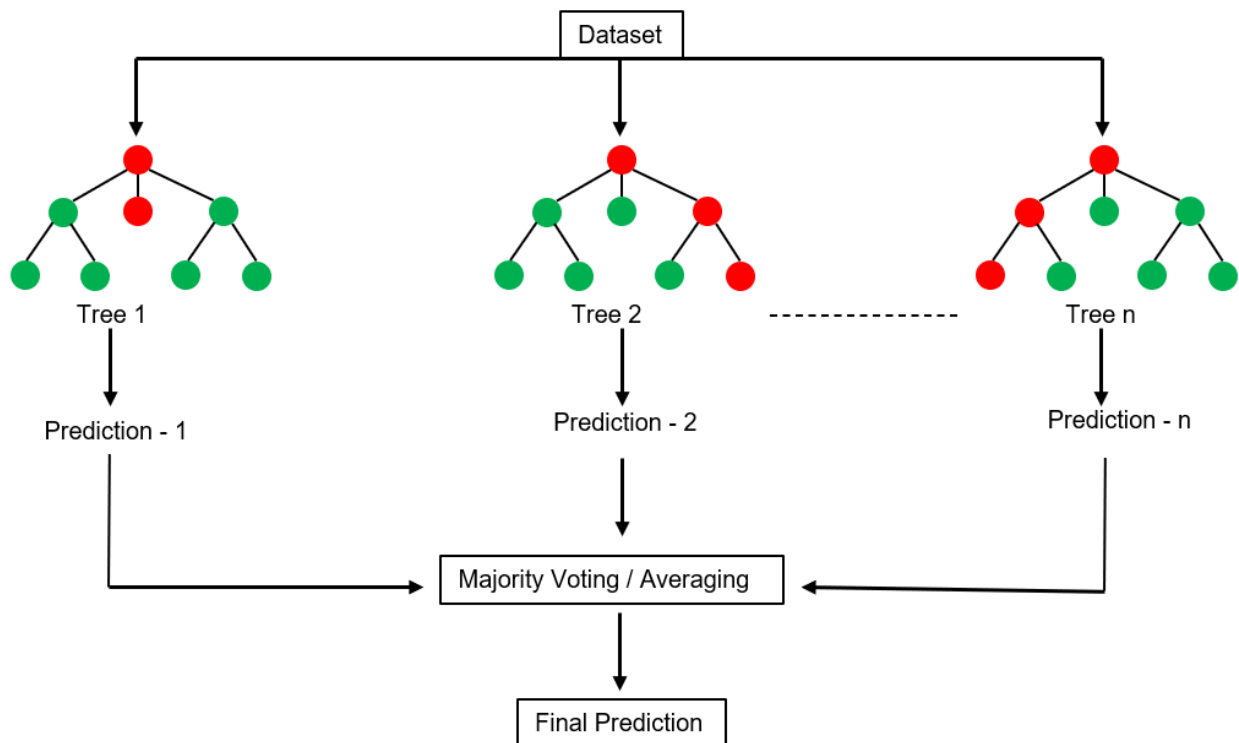 Dataset
Tree 1
Tree 2
Tree n
Prediction - 1
Prediction - 2
Prediction - n
Majority Voting / Averaging
Final Prediction